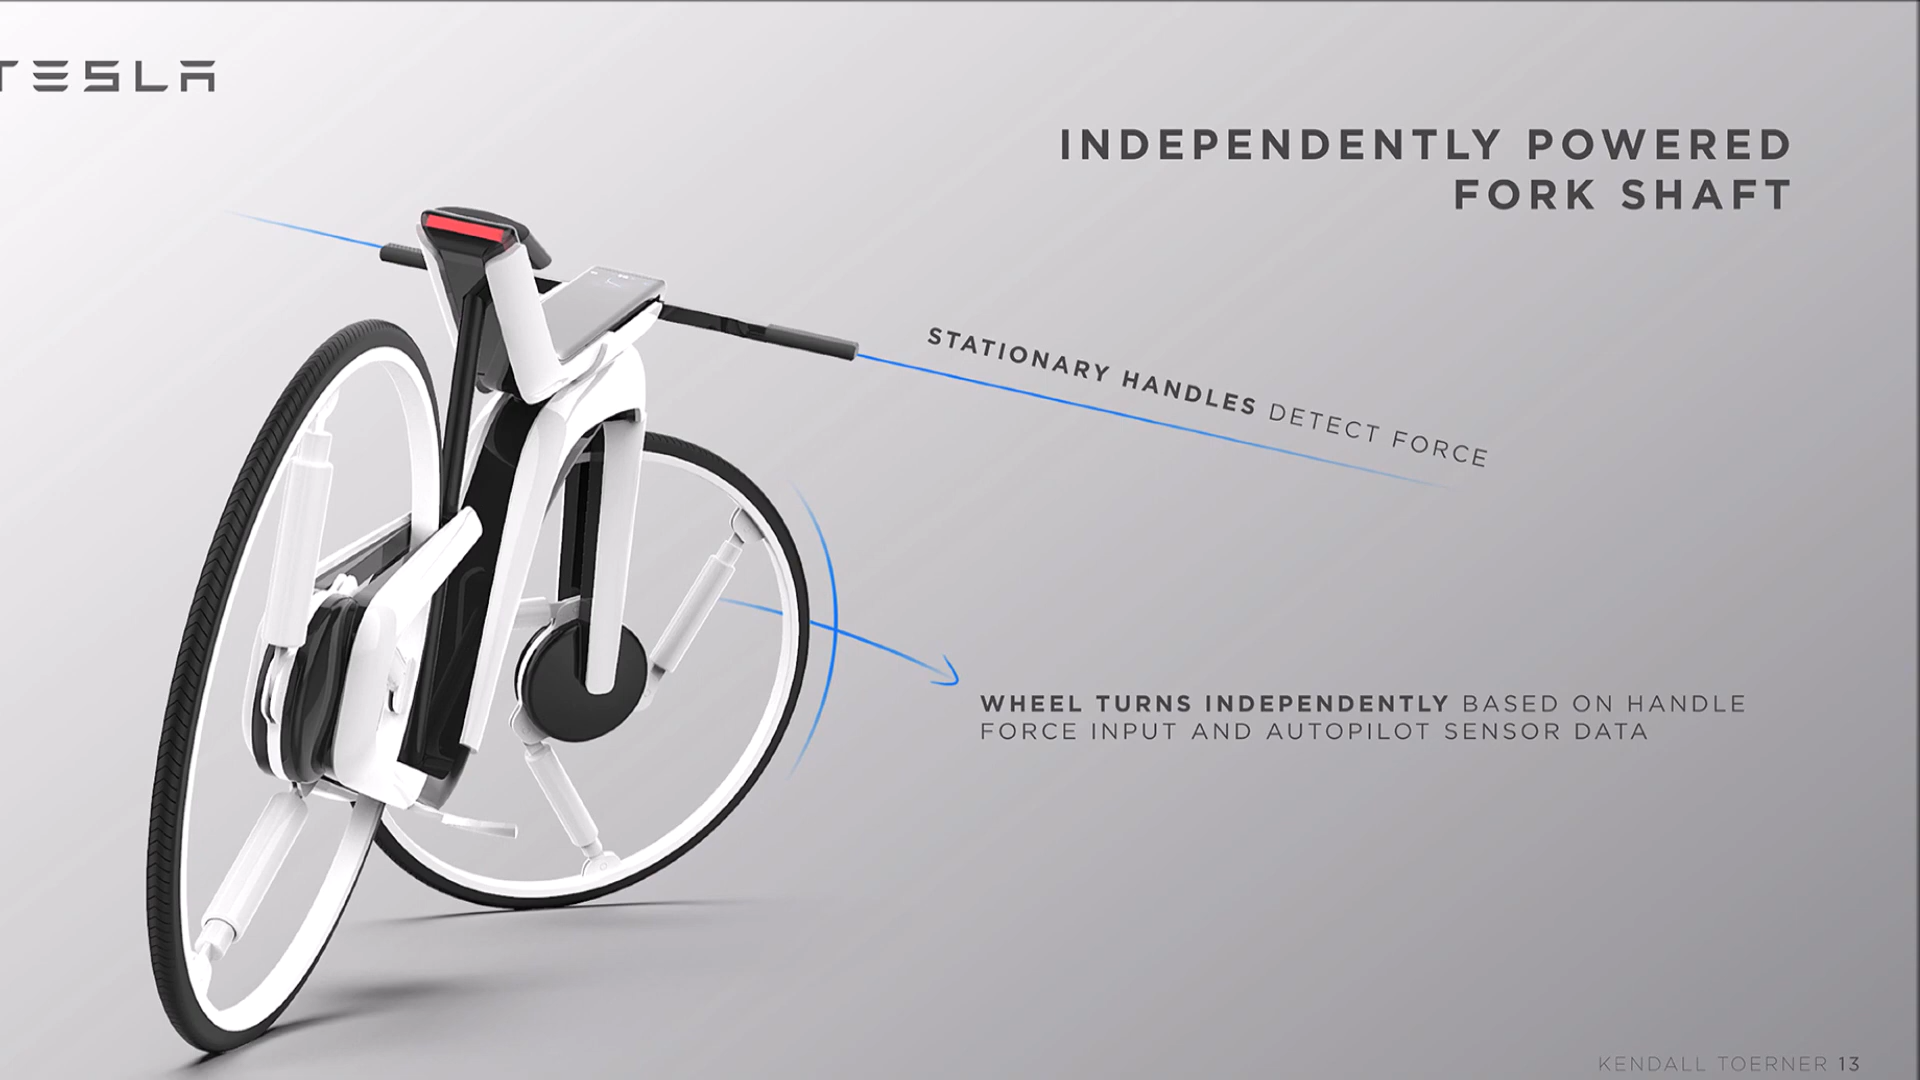 TESLA
INDEPENDENTLY POWERED
FORK SHAFT
STATIONARY HANDLES DETECT FORCE
WHEEL TURNS INDEPENDENTLY BASED ON HANDLE
FORCE INPUT AND AUTOPILOT SENSOR DATA
KENDALL TOERNER 13